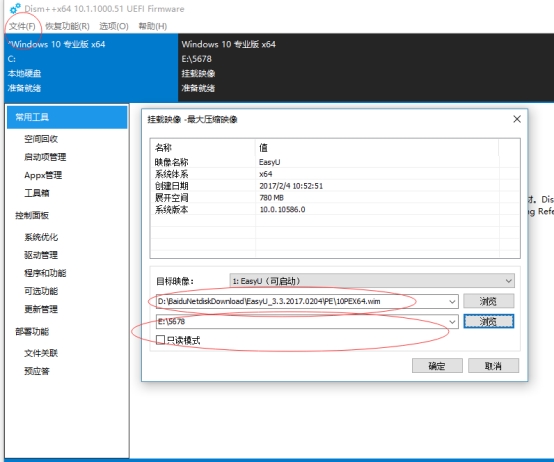 Dism++x64 10.1.1000.51 UEFI Firmware
文件(F) 恢复功能(R) 选项(O) 帮助(H)
*Windows 10 专业版 x64
C:
本地硬盘
准备就绪
Windows 10 专业版 x64
E:\5678
挂载映像
准备就绪
常用工具
空间回收
启动项管理
Appx管理
工具箱
控制面板
系统优化
驱动管理
程序和功能
可选功能
更新管理
部署功能
文件关联
预应答
挂载映像 -最大压缩映像
名称 值
映像名称 EasyU
系统体系 x64
创建日期 2017/2/4 10:52:51
展开空间 780 MB
系统版本 10.0.10586.0
目标映像: 1: EasyU (可启动)
D:\BaiduNetdiskDownload\EasyU_3.3.2017.0204\PE\10PEX64.wim 浏览
E:\5678 浏览
只读模式
确定 取消
Dis
ng Refe